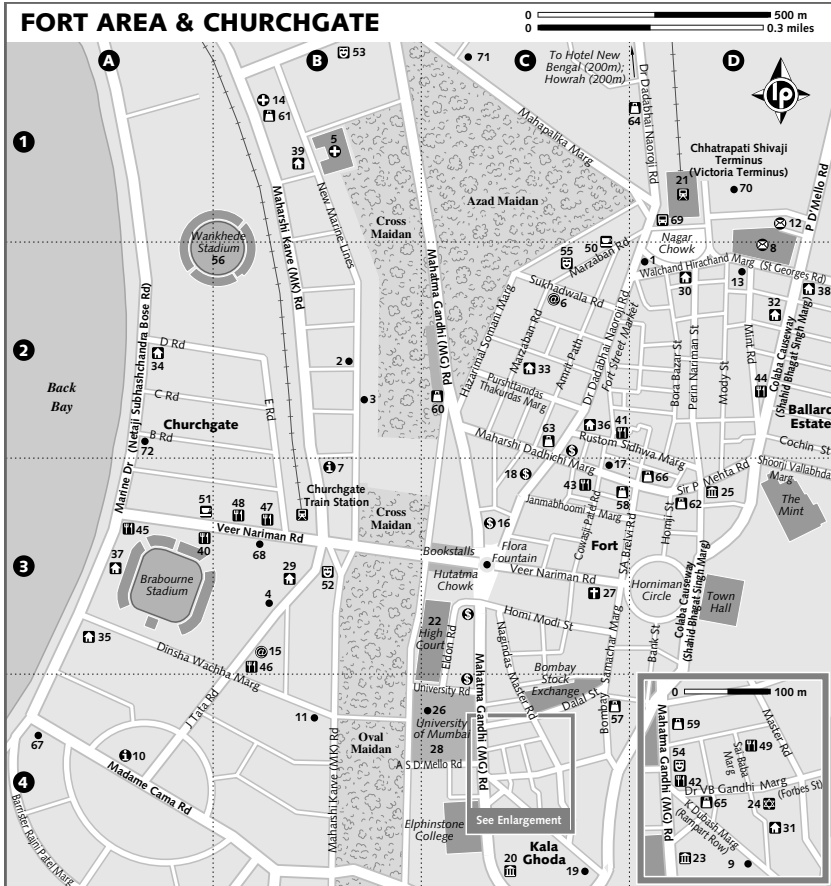 FORT AREA & CHURCHGATE
0 500 m
0 0.3 miles
A
B
C
D
1
2
3
4
lp
53
71
To Hotel New
Bengal (200m);
Howrah (200m)
14
61
39
5
64
Dr Dadabhai Naoroji Rd
Mahapalika Marg
Chhatrapati Shivaji
Terminus
(Victoria Terminus)
21
70
P D'Mello Rd
Maharshi Karve (MK) Rd
New Marine Lines
Cross
Maidan
Azad Maidan
69
12
8
Nagar
Chowk
Wankhede
Stadium
56
Mahatma Gandhi (MG) Rd
50
55
Marzaban Rd
1
Walchand Hirachand Marg
(St Georges Rd)
30
13
38
32
Sukhadwala Rd
6
Hazarimal Somani Marg
Marzaban Rd
Amrit Path
Dr Dadabhai Naoroji Rd
Fort Street Market
Bora Bazar St
Perin Nariman St
Mody St
Mint Rd
Colaba Causeway
(Shahid Bhagat Singh Marg)
Marine Dr (Netaji Subhashchandra Bose Rd)
D Rd
34
2
33
Purshttamdas
Thakurdas Marg
44
Back
Bay
C Rd
E Rd
3
60
Churchgate
Ballard
Estate
36
41
B Rd
72
63
Maharshi Dadhichi Marg
Rustom Sidhwa Marg
Cochin St
7
Churchgate
Train Station
18
17
43
66
Sir P Mehta Rd
Shoorji Vallabhdas
Marg
58
25
62
Janmabhoomi Marg
The
Mint
51
48
47
45
40
Veer Nariman Rd
68
Cross
Maidan
16
Cowasji Patel Rd
SA Brelvi Rd
Homji St
Bookstalls
Flora
Fountain
Fort
37
Brabourne
Stadium
29
52
Hutatma
Chowk
Veer Nariman Rd
27
Horniman
Circle
Town
Hall
4
Colaba Causeway
(Shahid Bhagat Singh Marg)
22
High
Court
Eldon Rd
Homi Modi St
35
Dinsha Wachha Marg
15
46
Nagindas Master Rd
Bombay
Stock
Exchange
Bombay Samachar Marg
Bank St
Mahatma Gandhi (MG) Rd
University Rd
Dalal St
57
Tata Rd
11
26
University
of Mumbai
28
Oval
Maidan
67
10
Madame Cama Rd
Maharshi Karve (MK) Rd
A S D'Mello Rd
Barrister Rajni Patel Marg
Elphinstone
College
See Enlargement
Kala
Ghoda
20
19
0 100 m
Mahatma Gandhi (MG) Rd
59
Master Rd
54
49
Sai Baba
Marg
42
Dr VB Gandhi Marg
(Forbes St)
65
24
K Dubash Marg
(Rampart Row)
31
23
9